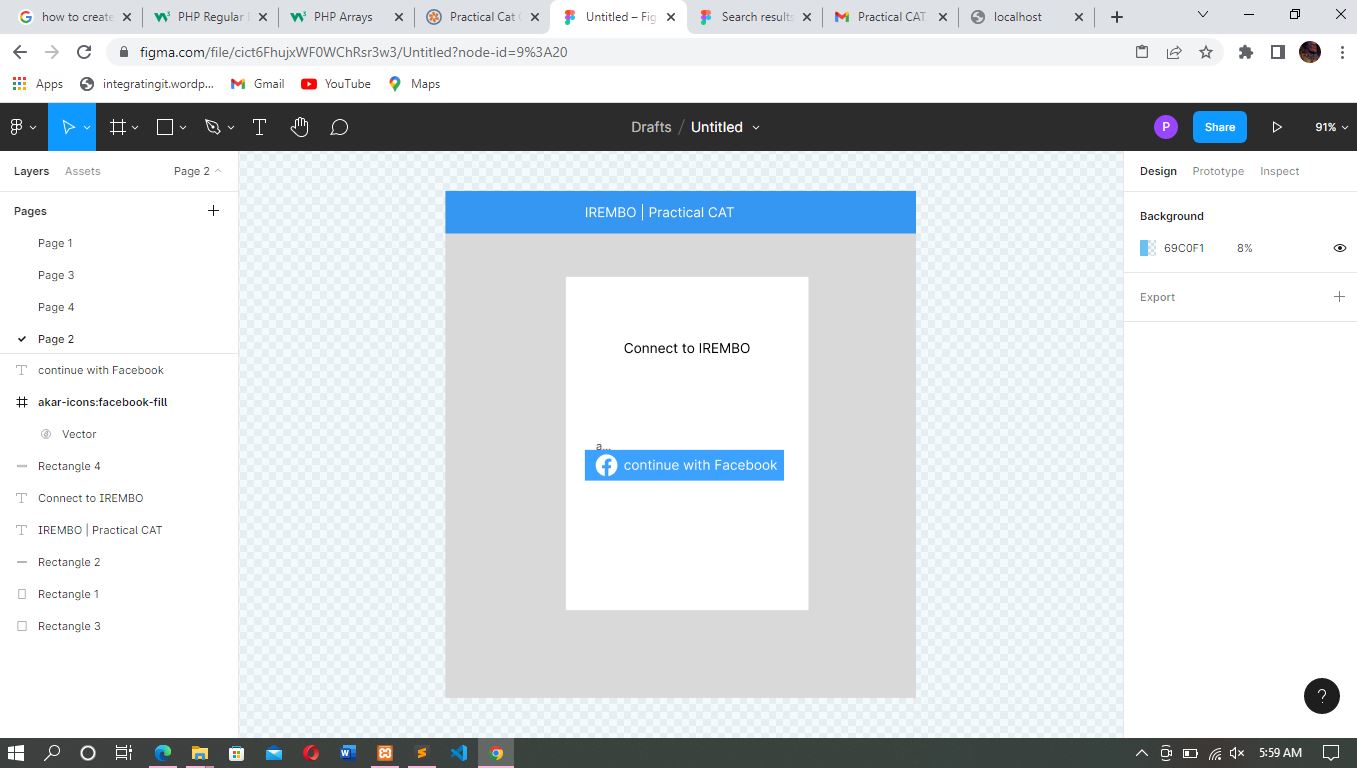 how to create
PHP Regular
PHP Arrays
Practical Cat
Untitled – Fig
Search results
Practical CAT
localhost
figma.com/file/cict6FhujxWF0WChRsr3w3/Untitled?node-id=9%3A20
Apps
integratingit.wordp...
Gmail
YouTube
Maps
Drafts / Untitled
P
Share
91%
Layers
Assets
Page 2
Design
Prototype
Inspect
Pages
Page 1
Page 3
Page 4
Page 2
continue with Facebook
akar-icons:facebook-fill
Vector
Rectangle 4
Connect to IREMBO
IREMBO | Practical CAT
Rectangle 2
Rectangle 1
Rectangle 3
IREMBO | Practical CAT
Connect to IREMBO
a...
continue with Facebook
Background
69C0F1 8%
Export
?
5:59 AM